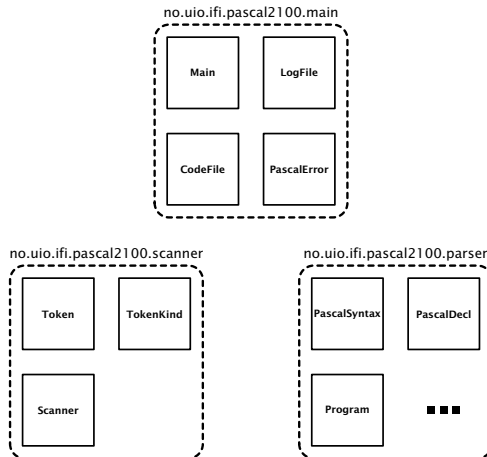 no.uio.ifi.pascal2100.main
Main LogFile
CodeFile PascalError
no.uio.ifi.pascal2100.scanner no.uio.ifi.pascal2100.parser
Token TokenKind PascalSyntax PascalDecl
Scanner Program